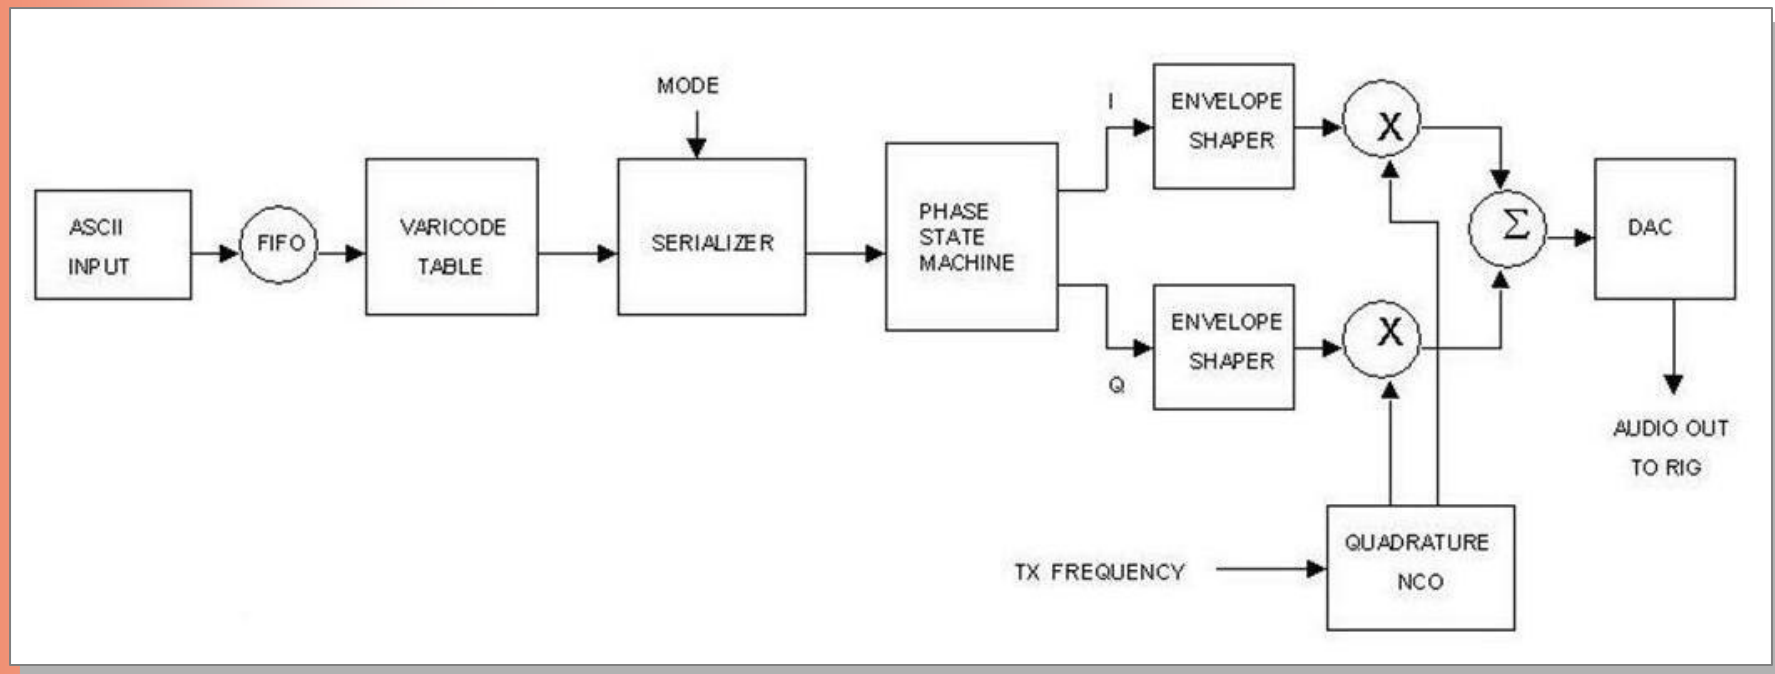 MODE
ASCII
INPUT
FIFO
VARICODE
TABLE
SERIALIZER
PHASE
STATE
MACHINE
I
ENVELOPE
SHAPER
X
Q
ENVELOPE
SHAPER
X
Σ
DAC
AUDIO OUT
TO RIG
TX FREQUENCY
QUADRATURE
NCO